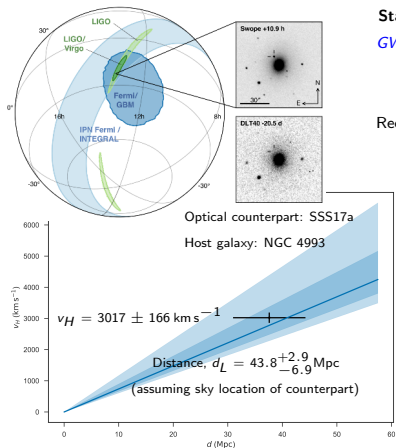 LIGO
LIGO/
Virgo
Fermi/
GBM
IPN Fermi /
INTEGRAL
30°
0°
-30°
-30°
16h
12h
8h
Swope +10.9 h
N
E
30"
DLT40 -20.5 d
Sta
GV
Rec
Optical counterpart: SSS17a
Host galaxy: NGC 4993
v_H = 3017 ± 166 km s^−1
Distance, d_L = 43.8^{+2.9}_{−6.9} Mpc
(assuming sky location of counterpart)
v_H (km s^-1)
6000
5000
4000
3000
2000
1000
0
0 10 20 30 40 50 60
d (Mpc)